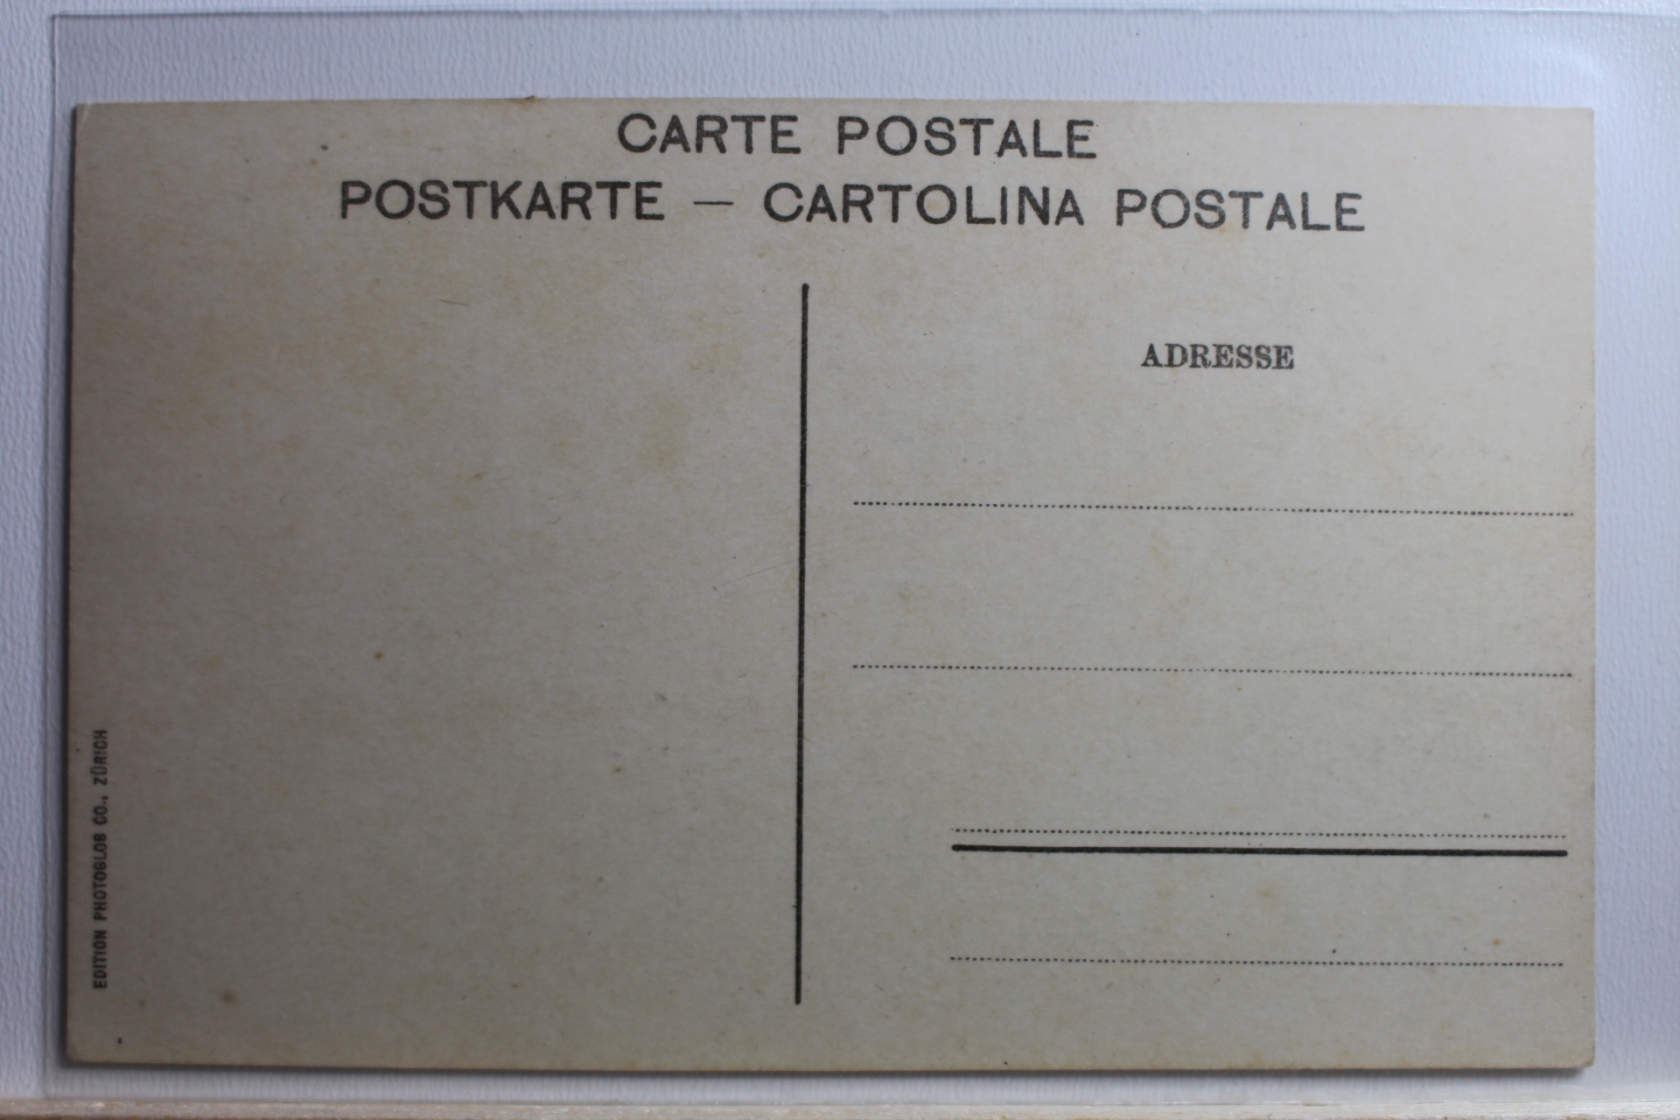 CARTE POSTALE
POSTKARTE — CARTOLINA POSTALE
ADRESSE
EDITION PHOTOGLOB CO., ZÜRICH